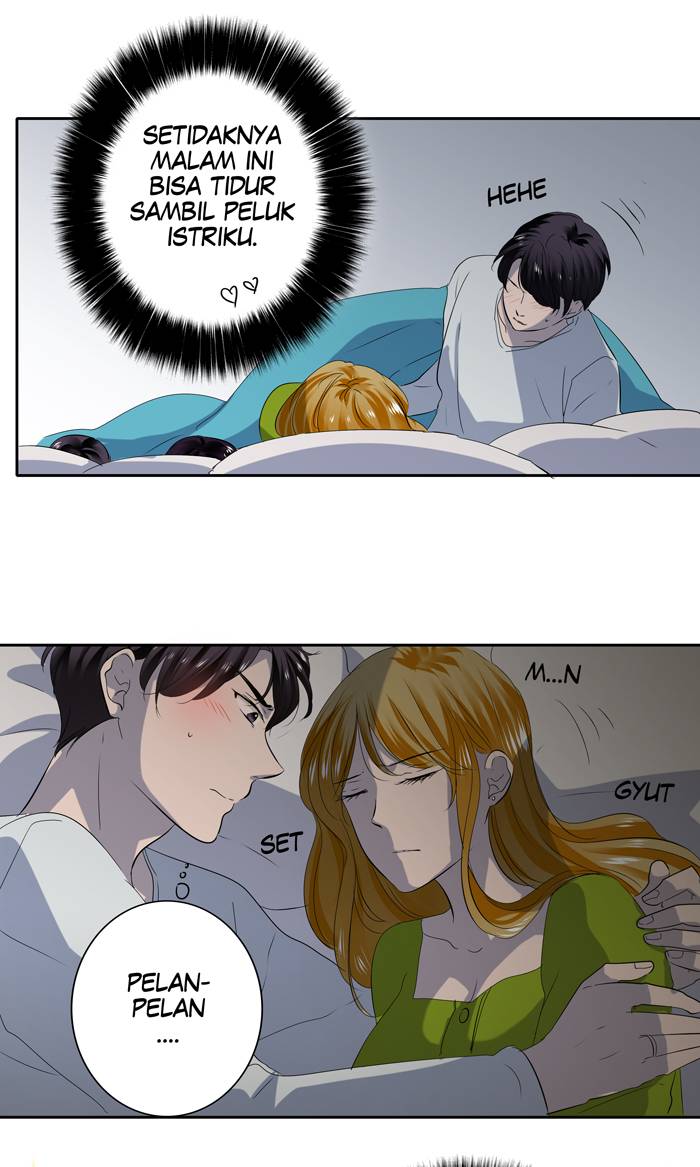 SETIDAKNYA
MALAM INI
BISA TIDUR
SAMBIL PELUK
ISTRIKU.
HEHE
M...N
GYUT
SET
PELAN-
PELAN
....